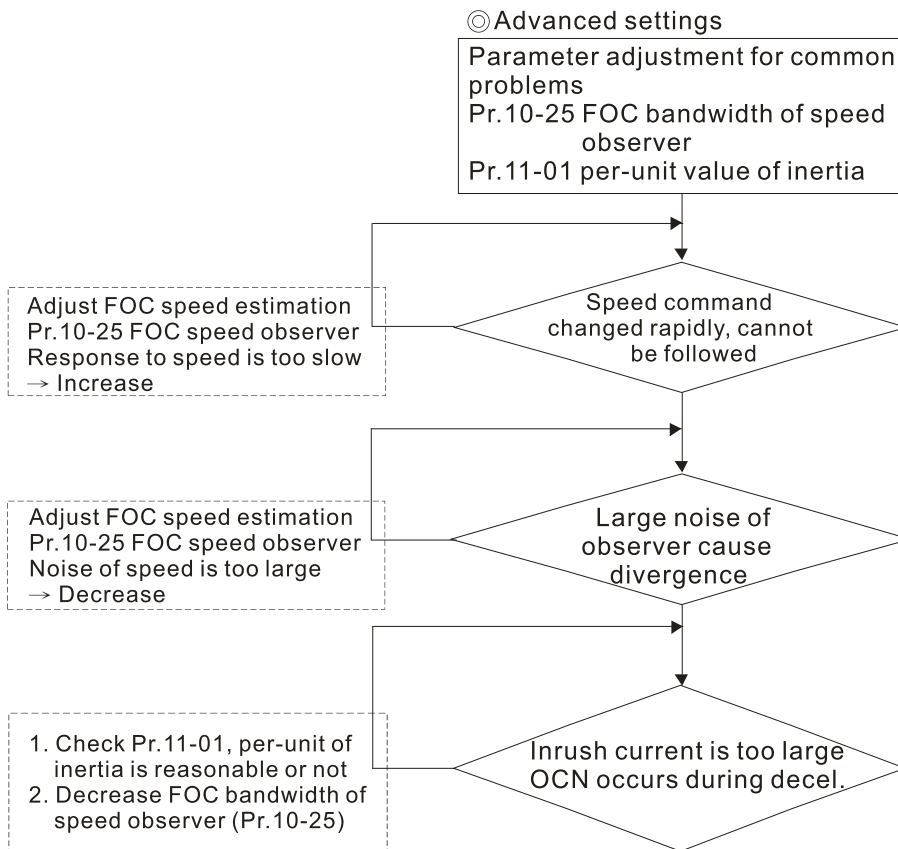 ◎Advanced settings
Parameter adjustment for common
problems
Pr.10-25 FOC bandwidth of speed
observer
Pr.11-01 per-unit value of inertia
Speed command
changed rapidly, cannot
be followed
Adjust FOC speed estimation
Pr.10-25 FOC speed observer
Response to speed is too slow
→ Increase
Large noise of
observer cause
divergence
Adjust FOC speed estimation
Pr.10-25 FOC speed observer
Noise of speed is too large
→ Decrease
Inrush current is too large
OCN occurs during decel.
1. Check Pr.11-01, per-unit of
inertia is reasonable or not
2. Decrease FOC bandwidth of
speed observer (Pr.10-25)